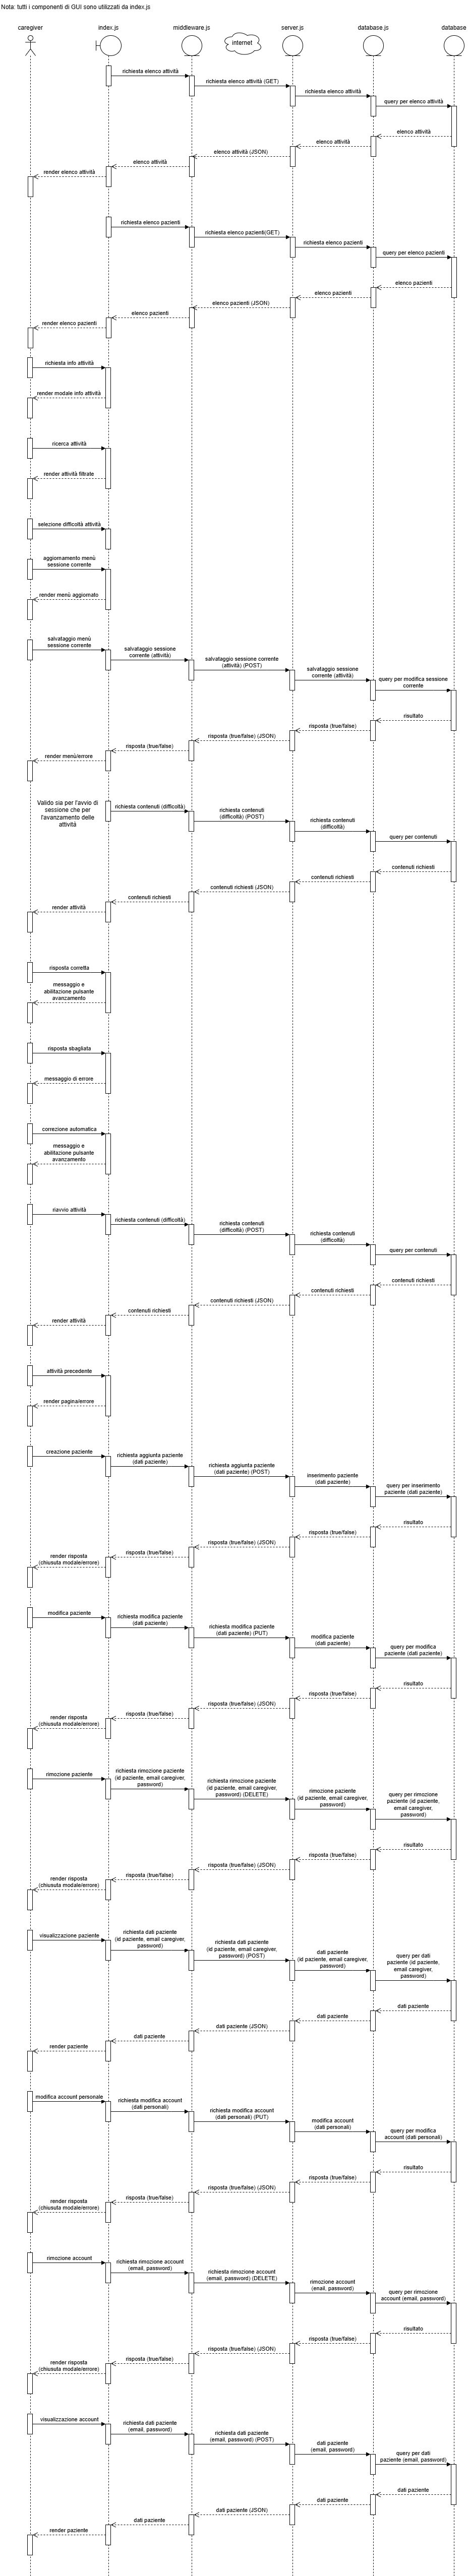 Nota: tutti i componenti di GUI sono utilizzati da index.js
caregiver
index.js
middleware.js
internet
server.js
database.js
database
richiesta elenco attività
richiesta elenco attività (GET)
richiesta elenco attività
query per elenco attività
elenco attività
elenco attività
elenco attività (JSON)
elenco attività
render elenco attività
richiesta elenco pazienti
richiesta elenco pazienti(GET)
richiesta elenco pazienti
query per elenco pazienti
elenco pazienti
elenco pazienti
elenco pazienti (JSON)
elenco pazienti
render elenco pazienti
richiesta info attività
render modale info attività
ricerca attività
render attività filtrate
selezione difficoltà attività
aggiornamento menù
sessione corrente
render menù aggiornato
salvataggio menù
sessione corrente
salvataggio sessione
corrente (attività)
salvataggio sessione corrente
(attività) (POST)
salvataggio sessione
corrente (attività)
query per modifica sessione
corrente
risultato
risposta (true/false)
risposta (true/false) (JSON)
risposta (true/false)
render menù/errore
Valido sia per l'avvio di
sessione che per
l'avanzamento delle
attività
richiesta contenuti (difficoltà)
richiesta contenuti
(difficoltà) (POST)
richiesta contenuti
(difficoltà)
query per contenuti
contenuti richiesti
contenuti richiesti
contenuti richiesti (JSON)
contenuti richiesti
render attività
risposta corretta
messaggio e
abilitazione pulsante
avanzamento
risposta sbagliata
messaggio di errore
correzione automatica
messaggio e
abilitazione pulsante
avanzamento
riavvio attività
richiesta contenuti (difficoltà)
richiesta contenuti
(difficoltà) (POST)
richiesta contenuti
(difficoltà)
query per contenuti
contenuti richiesti
contenuti richiesti
contenuti richiesti (JSON)
contenuti richiesti
render attività
attività precedente
render pagina/errore
creazione paziente
richiesta aggiunta paziente
(dati paziente)
richiesta aggiunta paziente
(dati paziente) (POST)
inserimento paziente
(dati paziente)
query per inserimento
paziente (dati paziente)
risultato
risposta (true/false)
risposta (true/false) (JSON)
risposta (true/false)
render risposta
(chiusuta modale/errore)
modifica paziente
richiesta modifica paziente
(dati paziente)
richiesta modifica paziente
(dati paziente) (PUT)
modifica paziente
(dati paziente)
query per modifica
paziente (dati paziente)
risultato
risposta (true/false)
risposta (true/false) (JSON)
risposta (true/false)
render risposta
(chiusuta modale/errore)
rimozione paziente
richiesta rimozione paziente
(id paziente, email caregiver,
password)
richiesta rimozione paziente
(id paziente, email caregiver,
password) (DELETE)
rimozione paziente
(id paziente, email caregiver,
password)
query per rimozione
paziente (id paziente,
email caregiver,
password)
risultato
risposta (true/false)
risposta (true/false) (JSON)
risposta (true/false)
render risposta
(chiusuta modale/errore)
visualizzazione paziente
richiesta dati paziente
(id paziente, email caregiver,
password)
richiesta dati paziente
(id paziente, email caregiver,
password) (POST)
dati paziente
(id paziente, email caregiver,
password)
query per dati
paziente (id paziente,
email caregiver,
password)
dati paziente
dati paziente
dati paziente (JSON)
dati paziente
render paziente
modifica account personale
richiesta modifica account
(dati personali)
richiesta modifica account
(dati personali) (PUT)
modifica account
(dati personali)
query per modifica
account (dati personali)
risultato
risposta (true/false)
risposta (true/false) (JSON)
risposta (true/false)
render risposta
(chiusuta modale/errore)
rimozione account
richiesta rimozione account
(email, password)
richiesta rimozione account
(email, password) (DELETE)
rimozione account
(email, password)
query per rimozione
account (email, password)
risultato
risposta (true/false)
risposta (true/false) (JSON)
risposta (true/false)
render risposta
(chiusuta modale/errore)
visualizzazione account
richiesta dati paziente
(email, password)
richiesta dati paziente
(email, password) (POST)
dati paziente
(email, password)
query per dati
paziente (email, password)
dati paziente
dati paziente
dati paziente (JSON)
dati paziente
render paziente